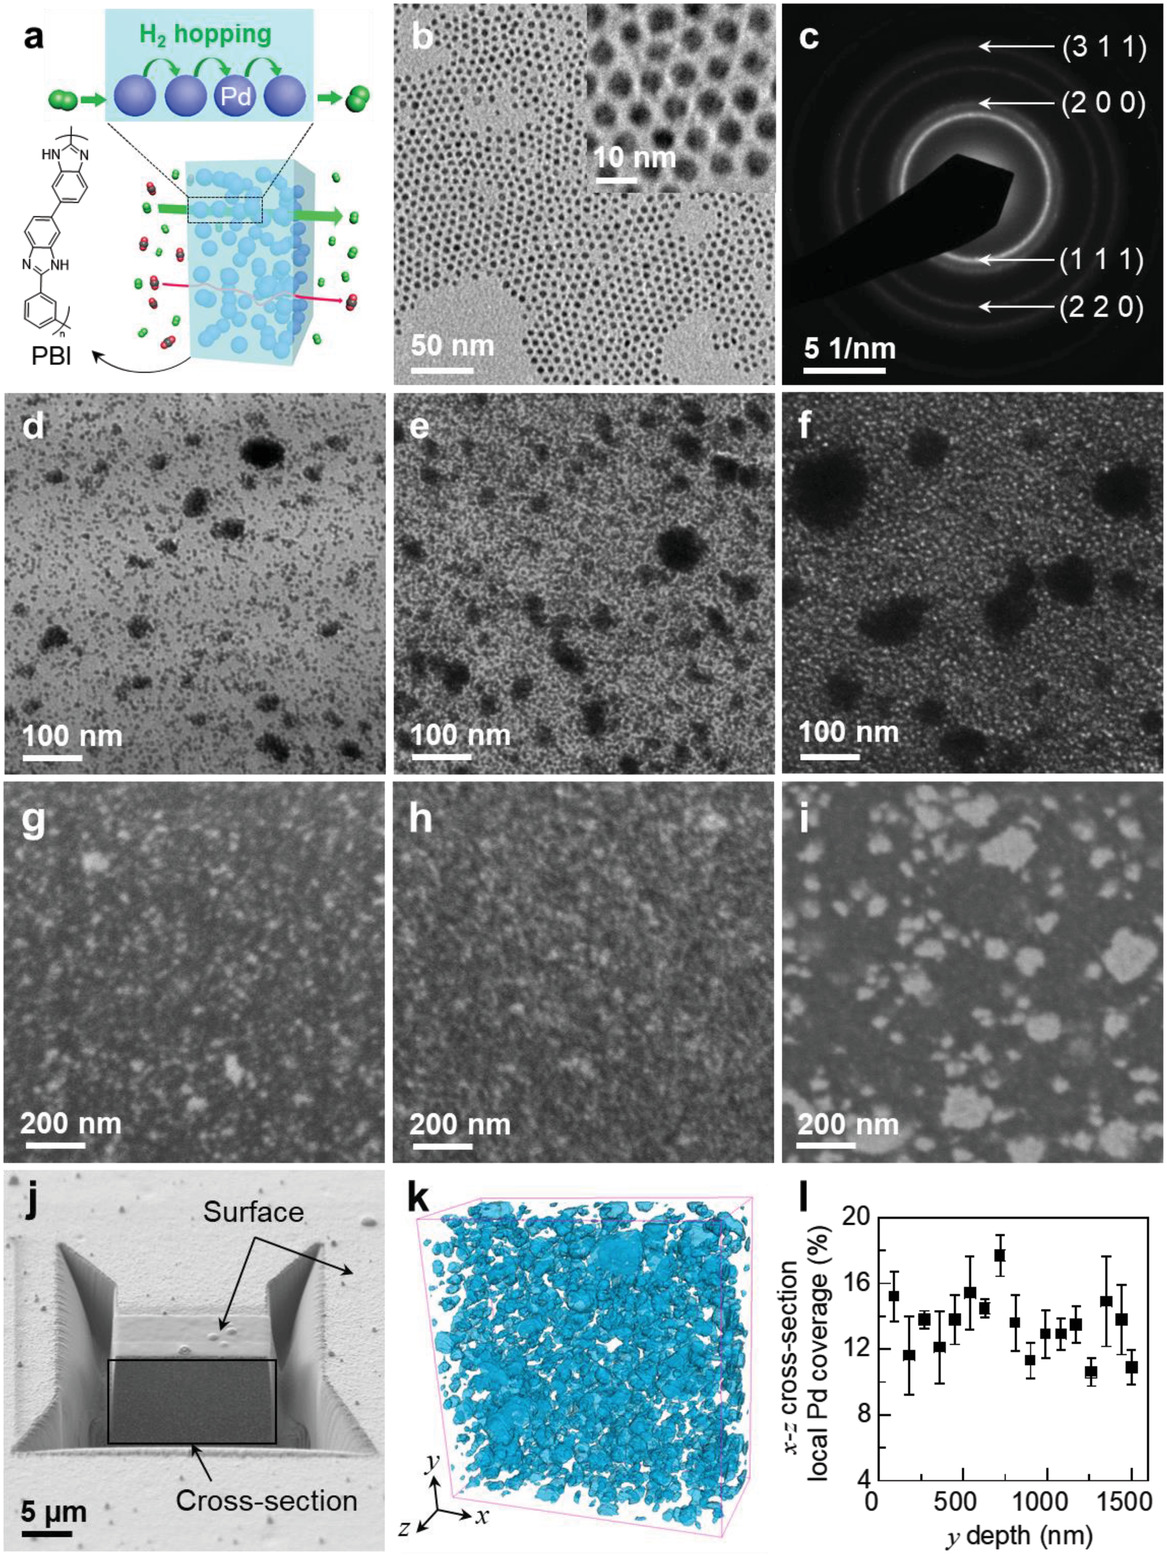 a
H2 hopping
Pd
HN
N
N
NH
n
PBI
b
10 nm
50 nm
c
(3 1 1)
(2 0 0)
(1 1 1)
(2 2 0)
5 1/nm
d
100 nm
e
100 nm
f
100 nm
g
200 nm
h
200 nm
i
200 nm
j
Surface
Cross-section
5 µm
k
y
z
x
l
x-z cross-section
local Pd coverage (%)
20
16
12
8
4
0
500
1000
1500
y depth (nm)